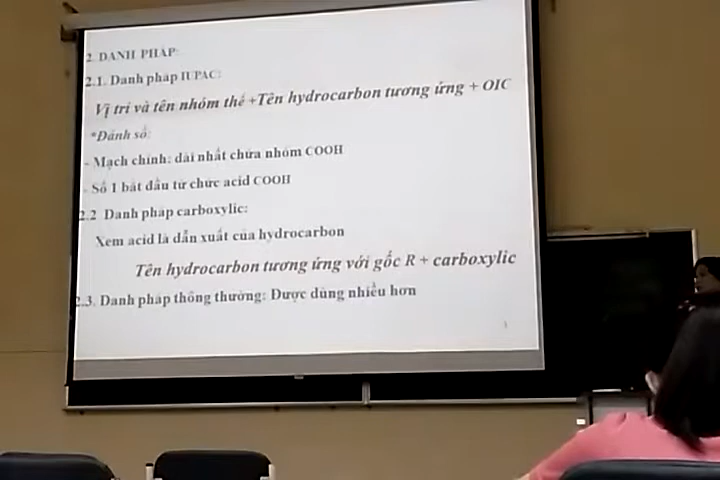 2. DANH PHÁP:
2.1. Danh pháp IUPAC:
Vị trí và tên nhóm thế +Tên hydrocarbon tương ứng + OIC
*Đánh số:
- Mạch chính: dài nhất chứa nhóm COOH
- Số 1 bắt đầu từ chức acid COOH
2.2 Danh pháp carboxylic:
Xem acid là dẫn xuất của hydrocarbon
Tên hydrocarbon tương ứng với gốc R + carboxylic
2.3. Danh pháp thông thường: Được dùng nhiều hơn